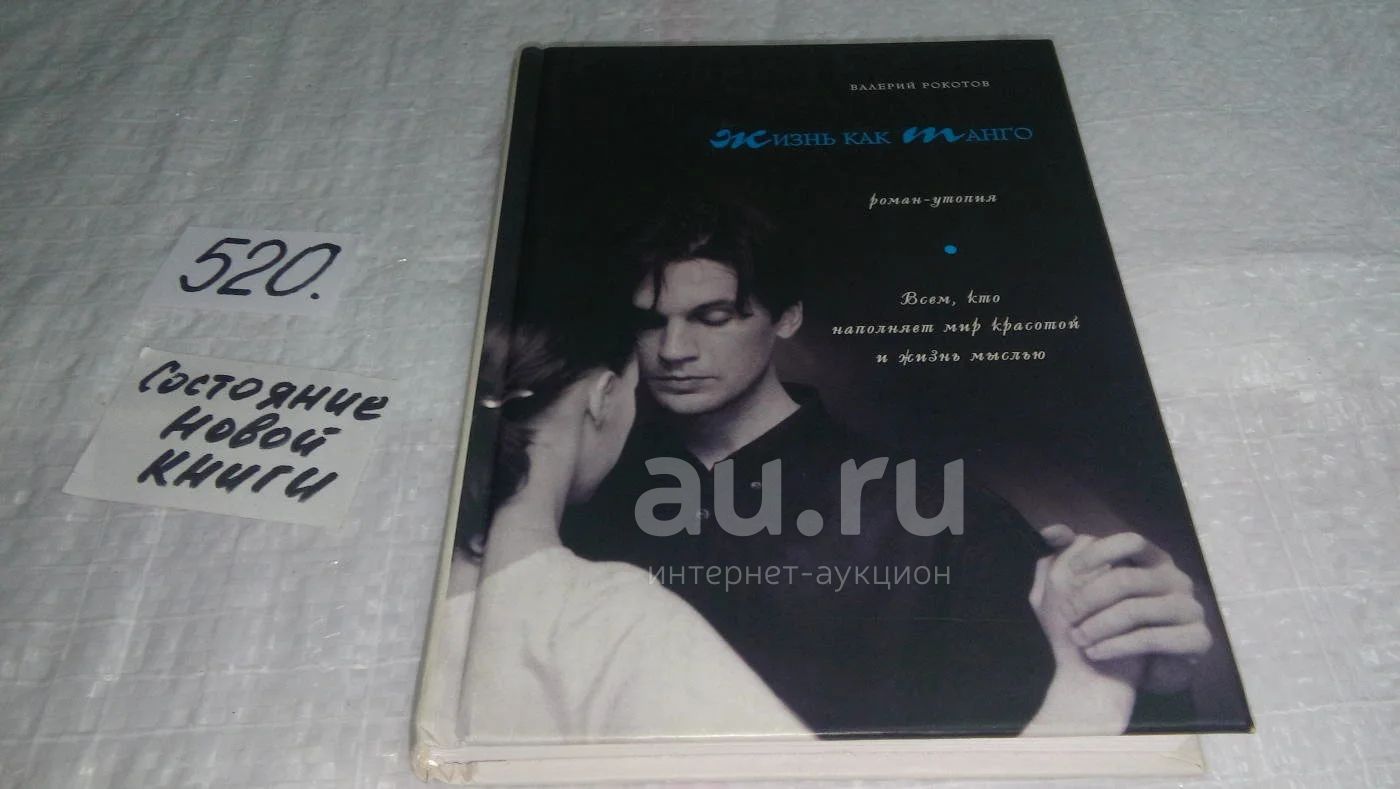 520.
Состояние
новой
книги
ВАЛЕРИЙ РОКОТОВ
ЖИЗНЬ КАК ТАНГО
роман-утопия
Всем, кто
наполняет мир красотой
и жизнь мыслью
au.ru
интернет-аукцион